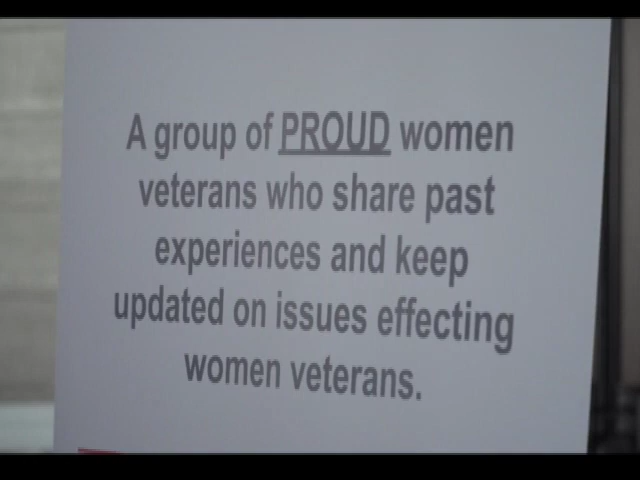 A group of PROUD women
veterans who share past
experiences and keep
updated on issues effecting
women veterans.